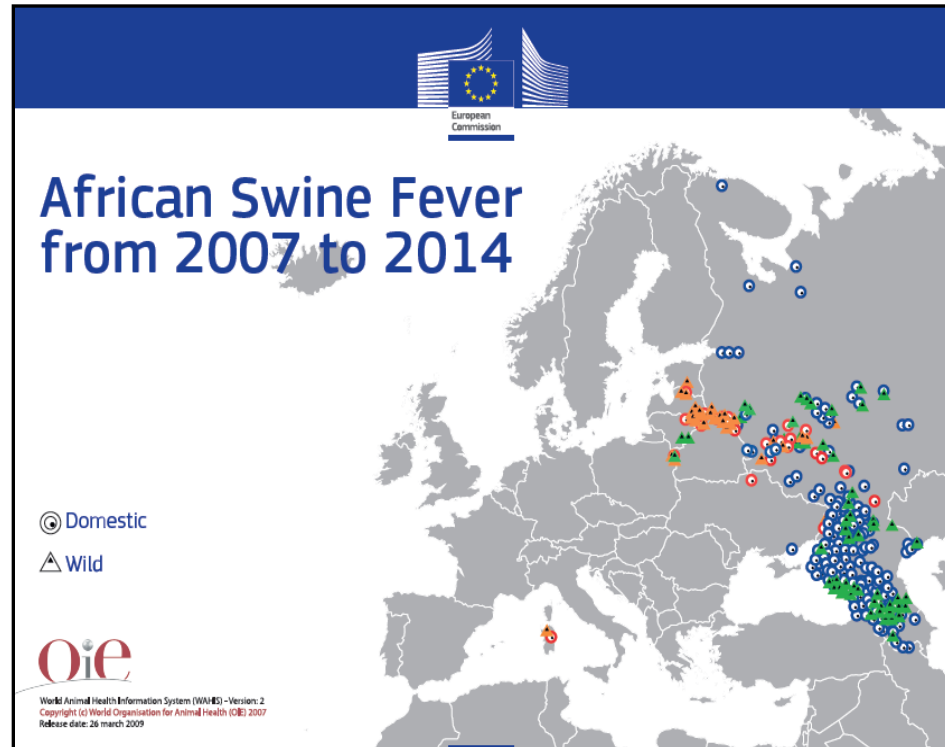 European
Commission
African Swine Fever
from 2007 to 2014
Domestic
Wild
Oie
World Animal Health Information System (WAHIS) - Version: 2
Copyright (c) World Organisation for Animal Health (OIE) 2007
Release date: 26 march 2009